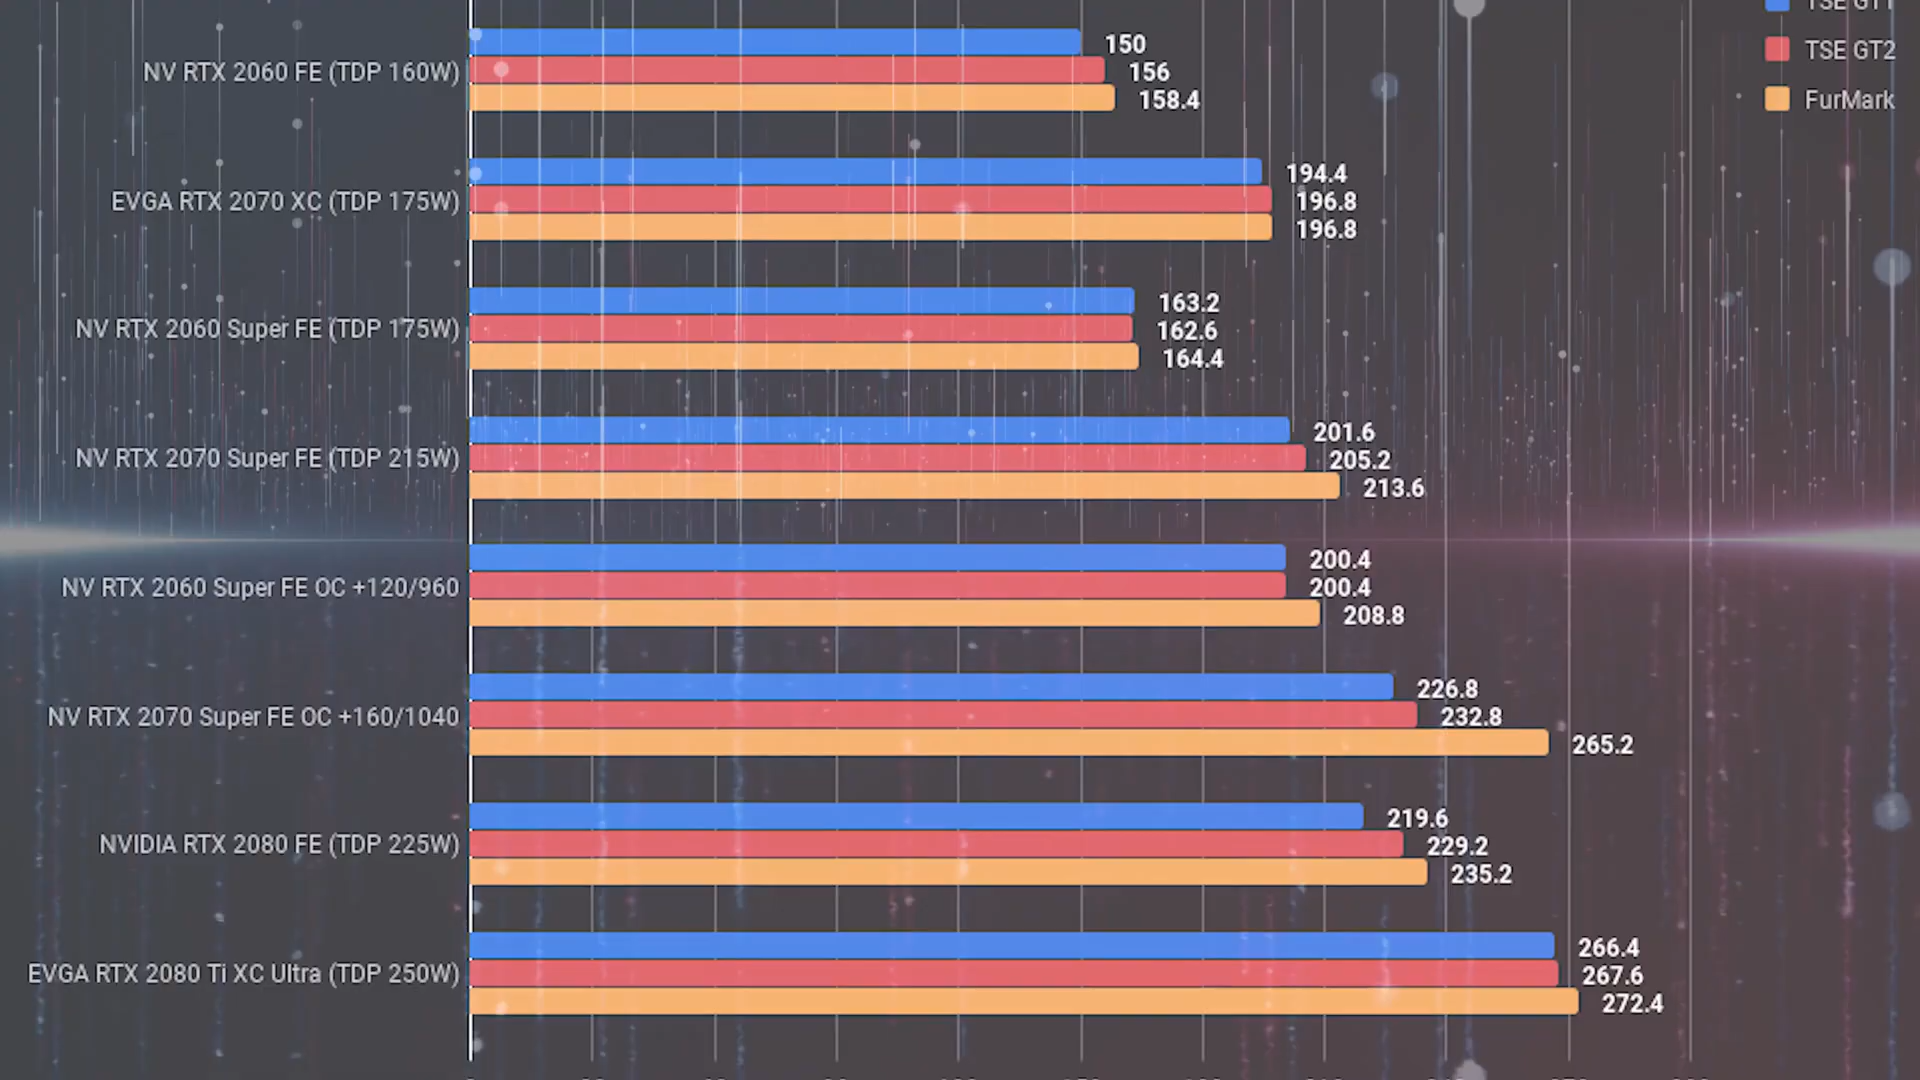 TSE GT1
TSE GT2
FurMark
NV RTX 2060 FE (TDP 160W)
150
156
158.4
EVGA RTX 2070 XC (TDP 175W)
194.4
196.8
196.8
NV RTX 2060 Super FE (TDP 175W)
163.2
162.6
164.4
NV RTX 2070 Super FE (TDP 215W)
201.6
205.2
213.6
NV RTX 2060 Super FE OC +120/960
200.4
200.4
208.8
NV RTX 2070 Super FE OC +160/1040
226.8
232.8
265.2
NVIDIA RTX 2080 FE (TDP 225W)
219.6
229.2
235.2
EVGA RTX 2080 Ti XC Ultra (TDP 250W)
266.4
267.6
272.4